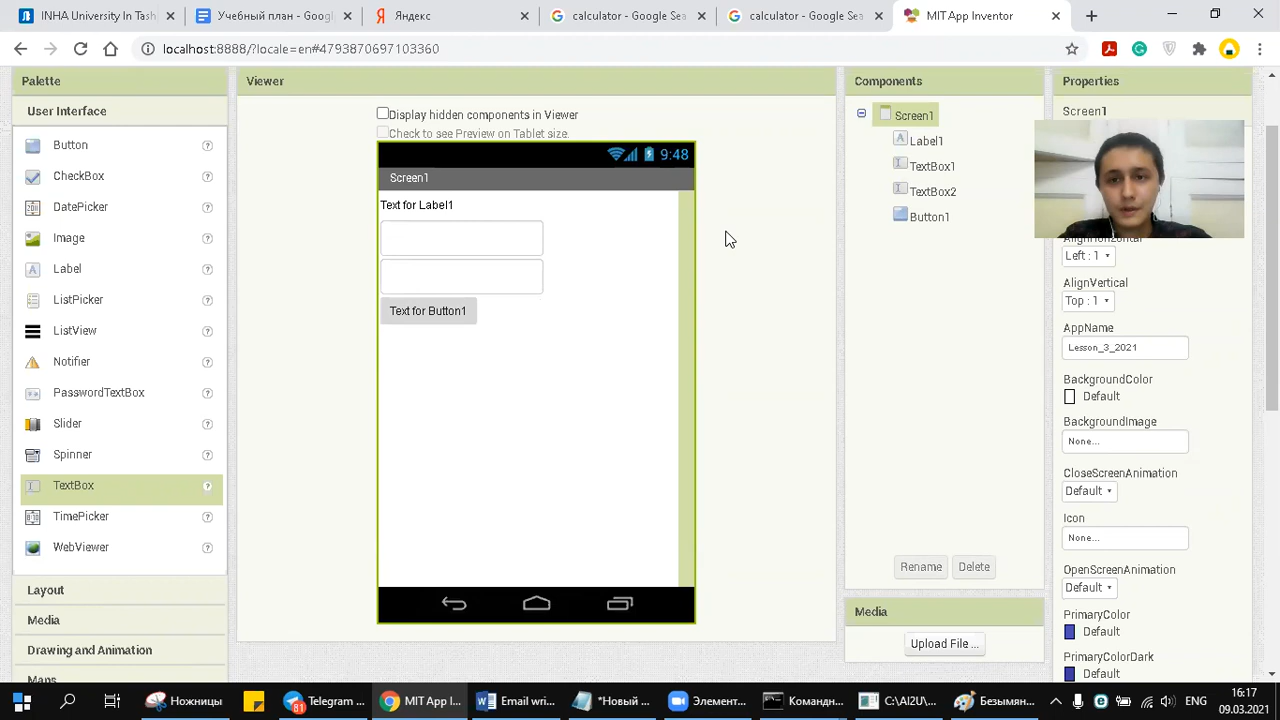 INHA University In Tash
Учебный план - Googl
Яндекс
calculator - Google Sea
calculator - Google Sea
MIT App Inventor
localhost:8888/?locale=en#4793870697103360
Palette
Viewer
Components
Properties
User Interface
Button
CheckBox
DatePicker
Image
Label
ListPicker
ListView
Notifier
PasswordTextBox
Slider
Spinner
TextBox
TimePicker
WebViewer
Layout
Media
Drawing and Animation
Maps
Display hidden components in Viewer
Check to see Preview on Tablet size.
9:48
Screen1
Text for Label1
Text for Button1
Screen1
Label1
TextBox1
TextBox2
Button1
Rename
Delete
Media
Upload File ...
Screen1
AlignHorizontal
Left : 1
AlignVertical
Top : 1
AppName
Lesson_3_2021
BackgroundColor
Default
BackgroundImage
None...
CloseScreenAnimation
Default
Icon
None...
OpenScreenAnimation
Default
PrimaryColor
Default
PrimaryColorDark
Default
Ножницы
81
Telegram ...
MIT App I...
Email wri...
*Новый ...
Элемент...
Командн...
C:\AI2U\...
Безымян...
ENG
16:17
09.03.2021